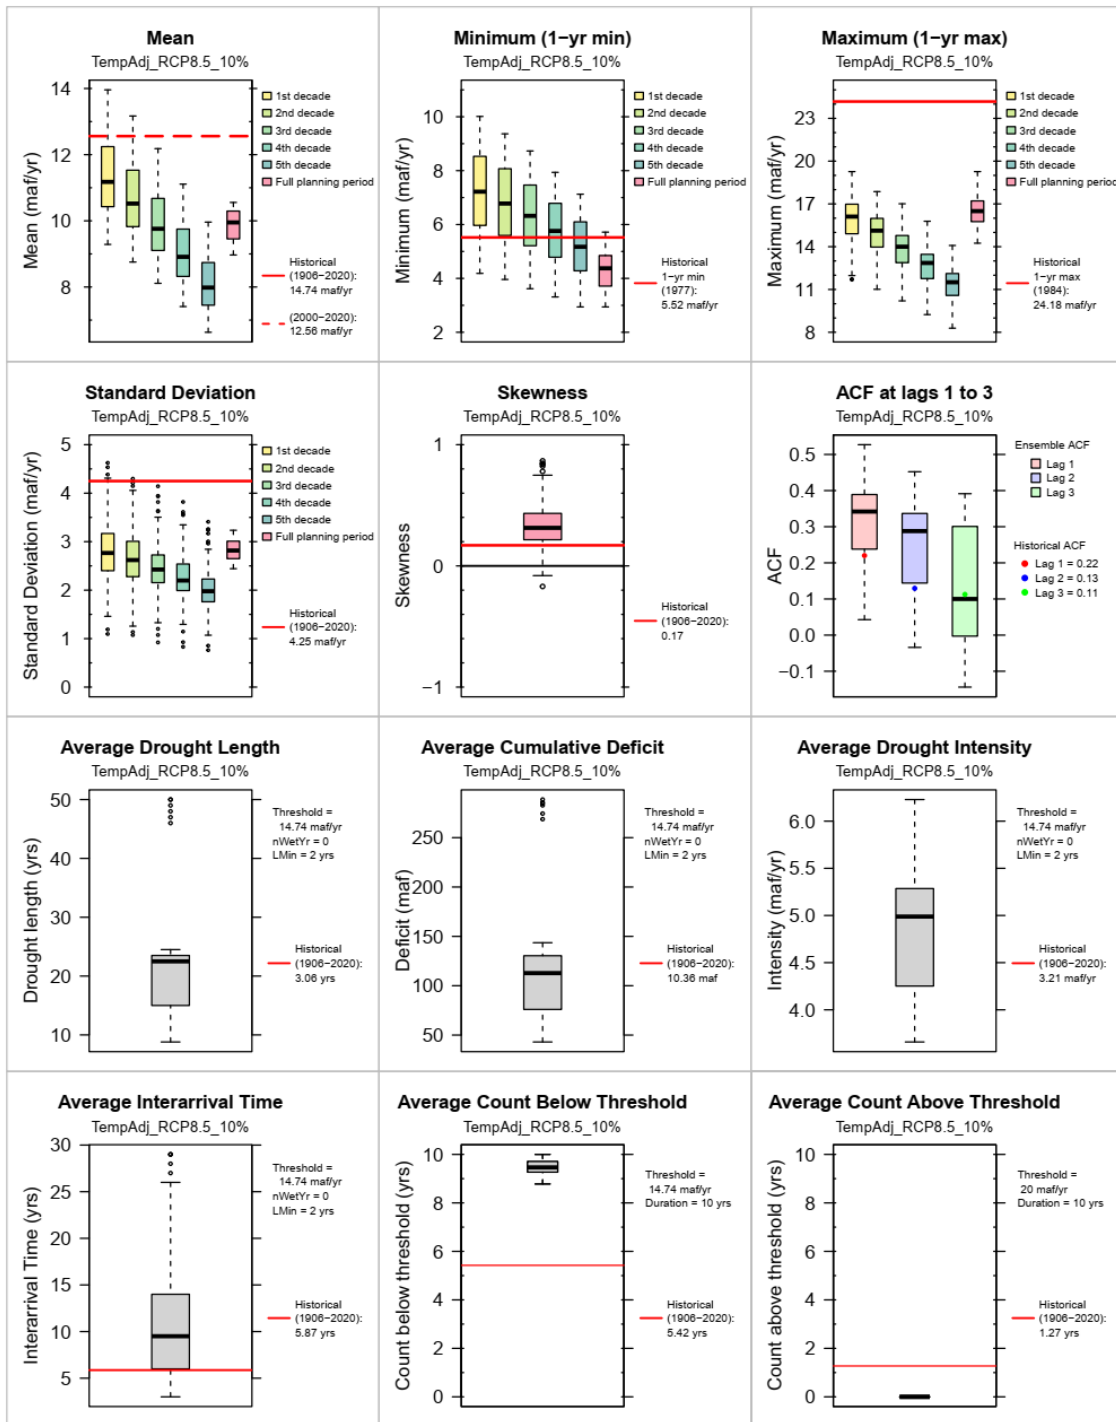 Mean
TempAdj_RCP8.5_10%
Mean (maf/yr)
14
12
10
8
1st decade
2nd decade
3rd decade
4th decade
5th decade
Full planning period
Historical
(1906−2020):
14.74 maf/yr
(2000−2020):
12.56 maf/yr
Minimum (1−yr min)
TempAdj_RCP8.5_10%
Minimum (maf/yr)
10
8
6
4
2
1st decade
2nd decade
3rd decade
4th decade
5th decade
Full planning period
Historical
1−yr min
(1977):
5.52 maf/yr
Maximum (1−yr max)
TempAdj_RCP8.5_10%
Maximum (maf/yr)
23
20
17
14
11
8
1st decade
2nd decade
3rd decade
4th decade
5th decade
Full planning period
Historical
1−yr max
(1984):
24.18 maf/yr
Standard Deviation
TempAdj_RCP8.5_10%
Standard Deviation (maf/yr)
5
4
3
2
1
0
1st decade
2nd decade
3rd decade
4th decade
5th decade
Full planning period
Historical
(1906−2020):
4.25 maf/yr
Skewness
TempAdj_RCP8.5_10%
Skewness
1
0
−1
Historical
(1906−2020):
0.17
ACF at lags 1 to 3
TempAdj_RCP8.5_10%
ACF
0.5
0.4
0.3
0.2
0.1
0.0
−0.1
Ensemble ACF
Lag 1
Lag 2
Lag 3
Historical ACF
Lag 1 = 0.22
Lag 2 = 0.13
Lag 3 = 0.11
Average Drought Length
TempAdj_RCP8.5_10%
Drought length (yrs)
50
40
30
20
10
Threshold =
14.74 maf/yr
nWetYr = 0
LMin = 2 yrs
Historical
(1906−2020):
3.06 yrs
Average Cumulative Deficit
TempAdj_RCP8.5_10%
Deficit (maf)
250
200
150
100
50
Threshold =
14.74 maf/yr
nWetYr = 0
LMin = 2 yrs
Historical
(1906−2020):
10.36 maf
Average Drought Intensity
TempAdj_RCP8.5_10%
Intensity (maf/yr)
6.0
5.5
5.0
4.5
4.0
Threshold =
14.74 maf/yr
nWetYr = 0
LMin = 2 yrs
Historical
(1906−2020):
3.21 maf/yr
Average Interarrival Time
TempAdj_RCP8.5_10%
Interarrival Time (yrs)
30
25
20
15
10
5
Threshold =
14.74 maf/yr
nWetYr = 0
LMin = 2 yrs
Historical
(1906−2020):
5.87 yrs
Average Count Below Threshold
TempAdj_RCP8.5_10%
Count below threshold (yrs)
10
8
6
4
2
0
Threshold =
14.74 maf/yr
Duration = 10 yrs
Historical
(1906−2020):
5.42 yrs
Average Count Above Threshold
TempAdj_RCP8.5_10%
Count above threshold (yrs)
10
8
6
4
2
0
Threshold =
20 maf/yr
Duration = 10 yrs
Historical
(1906−2020):
1.27 yrs